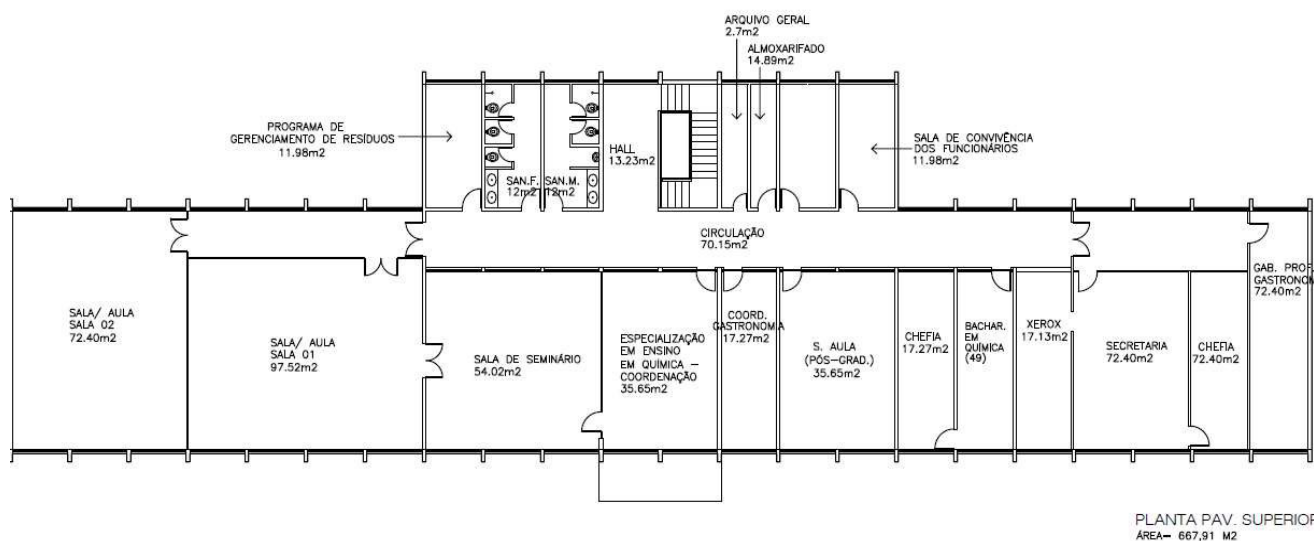 ARQUIVO GERAL
2.7m2
ALMOXARIFADO
14.89m2
PROGRAMA DE
GERENCIAMENTO DE RESÍDUOS
11.98m2
HALL
13.23m2
SALA DE CONVIVÊNCIA
DOS FUNCIONÁRIOS
11.98m2
SAN.F.
12m2
SAN.M.
12m2
CIRCULAÇÃO
70.15m2
SALA/ AULA
SALA 02
72.40m2
SALA/ AULA
SALA 01
97.52m2
SALA DE SEMINÁRIO
54.02m2
ESPECIALIZAÇÃO
EM ENSINO
EM QUÍMICA –
COORDENAÇÃO
35.65m2
COORD.
GASTRONOMIA
17.27m2
S. AULA
(PÓS–GRAD.)
35.65m2
CHEFIA
17.27m2
BACHAR.
EM
QUÍMICA
(49)
XEROX
17.13m2
SECRETARIA
72.40m2
CHEFIA
72.40m2
GAB. PROF.
GASTRONOM
72.40m2
PLANTA PAV. SUPERIOR
ÁREA– 667,91 M2